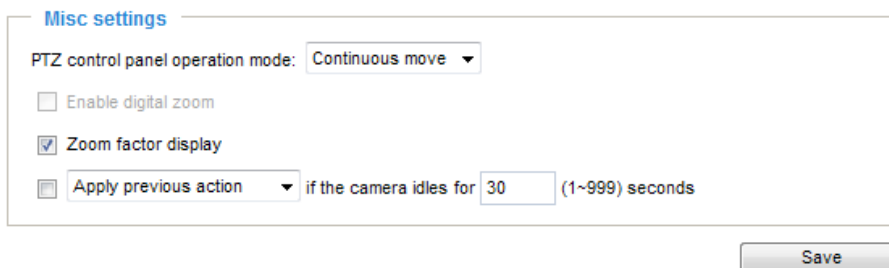 Misc settings
PTZ control panel operation mode: Continuous move
Enable digital zoom
Zoom factor display
Apply previous action if the camera idles for 30 (1~999) seconds
Save